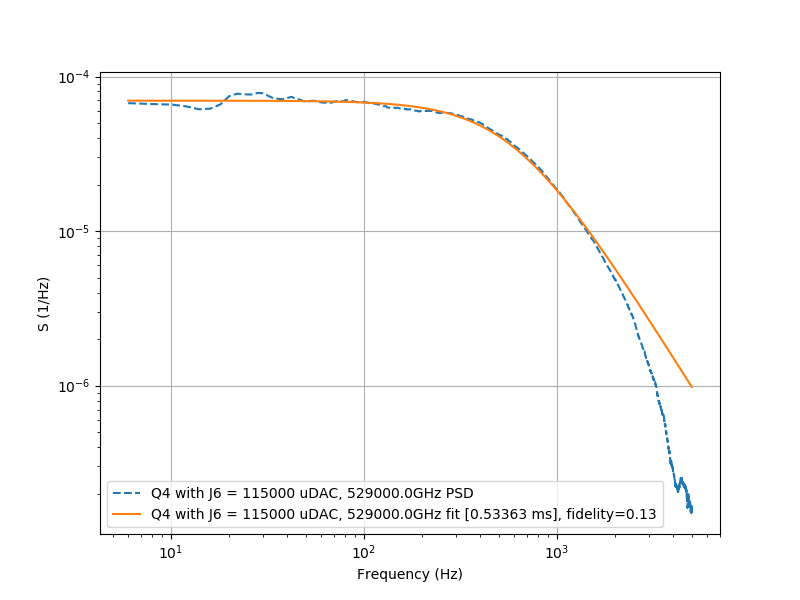 10⁻⁴
10⁻⁵
10⁻⁶
S (1/Hz)
Q4 with J6 = 115000 uDAC, 529000.0GHz PSD
Q4 with J6 = 115000 uDAC, 529000.0GHz fit [0.53363 ms], fidelity=0.13
10¹ 10² 10³
Frequency (Hz)